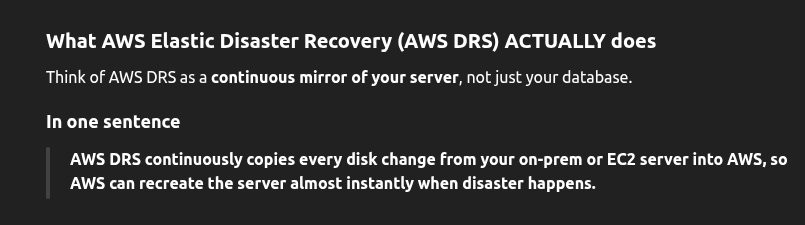 What AWS Elastic Disaster Recovery (AWS DRS) ACTUALLY does
Think of AWS DRS as a continuous mirror of your server, not just your database.
In one sentence
AWS DRS continuously copies every disk change from your on-prem or EC2 server into AWS, so
AWS can recreate the server almost instantly when disaster happens.